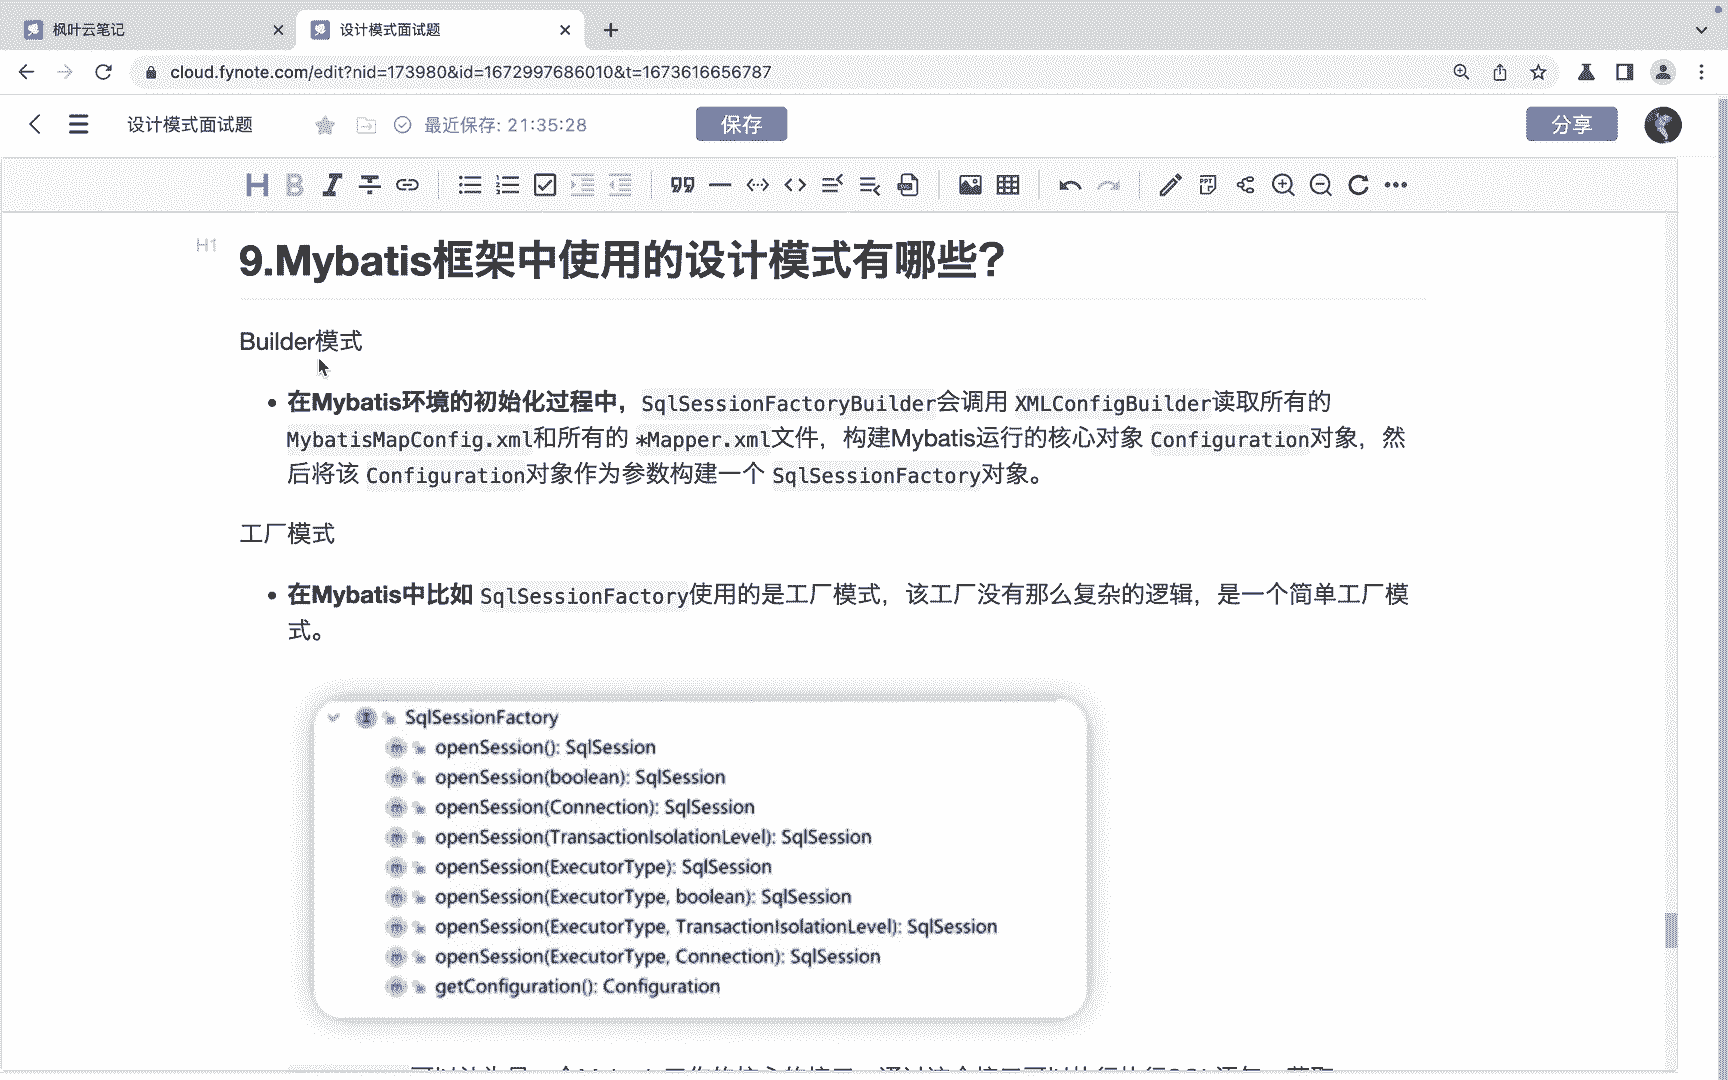 枫叶云笔记
设计模式面试题
cloud.fynote.com/edit?nid=173980&id=1672997686010&t=1673616656787
设计模式面试题
最近保存: 21:35:28
保存
分享
H1
9.Mybatis框架中使用的设计模式有哪些?
Builder模式
在Mybatis环境的初始化过程中，SqlSessionFactoryBuilder会调用 XMLConfigBuilder读取所有的
MybatisMapConfig.xml和所有的 *Mapper.xml文件，构建Mybatis运行的核心对象 Configuration对象，然
后将该 Configuration对象作为参数构建一个 SqlSessionFactory对象。
工厂模式
在Mybatis中比如 SqlSessionFactory使用的是工厂模式，该工厂没有那么复杂的逻辑，是一个简单工厂模
式。
SqlSessionFactory
openSession(): SqlSession
openSession(boolean): SqlSession
openSession(Connection): SqlSession
openSession(TransactionIsolationLevel): SqlSession
openSession(ExecutorType): SqlSession
openSession(ExecutorType, boolean): SqlSession
openSession(ExecutorType, TransactionIsolationLevel): SqlSession
openSession(ExecutorType, Connection): SqlSession
getConfiguration(): Configuration